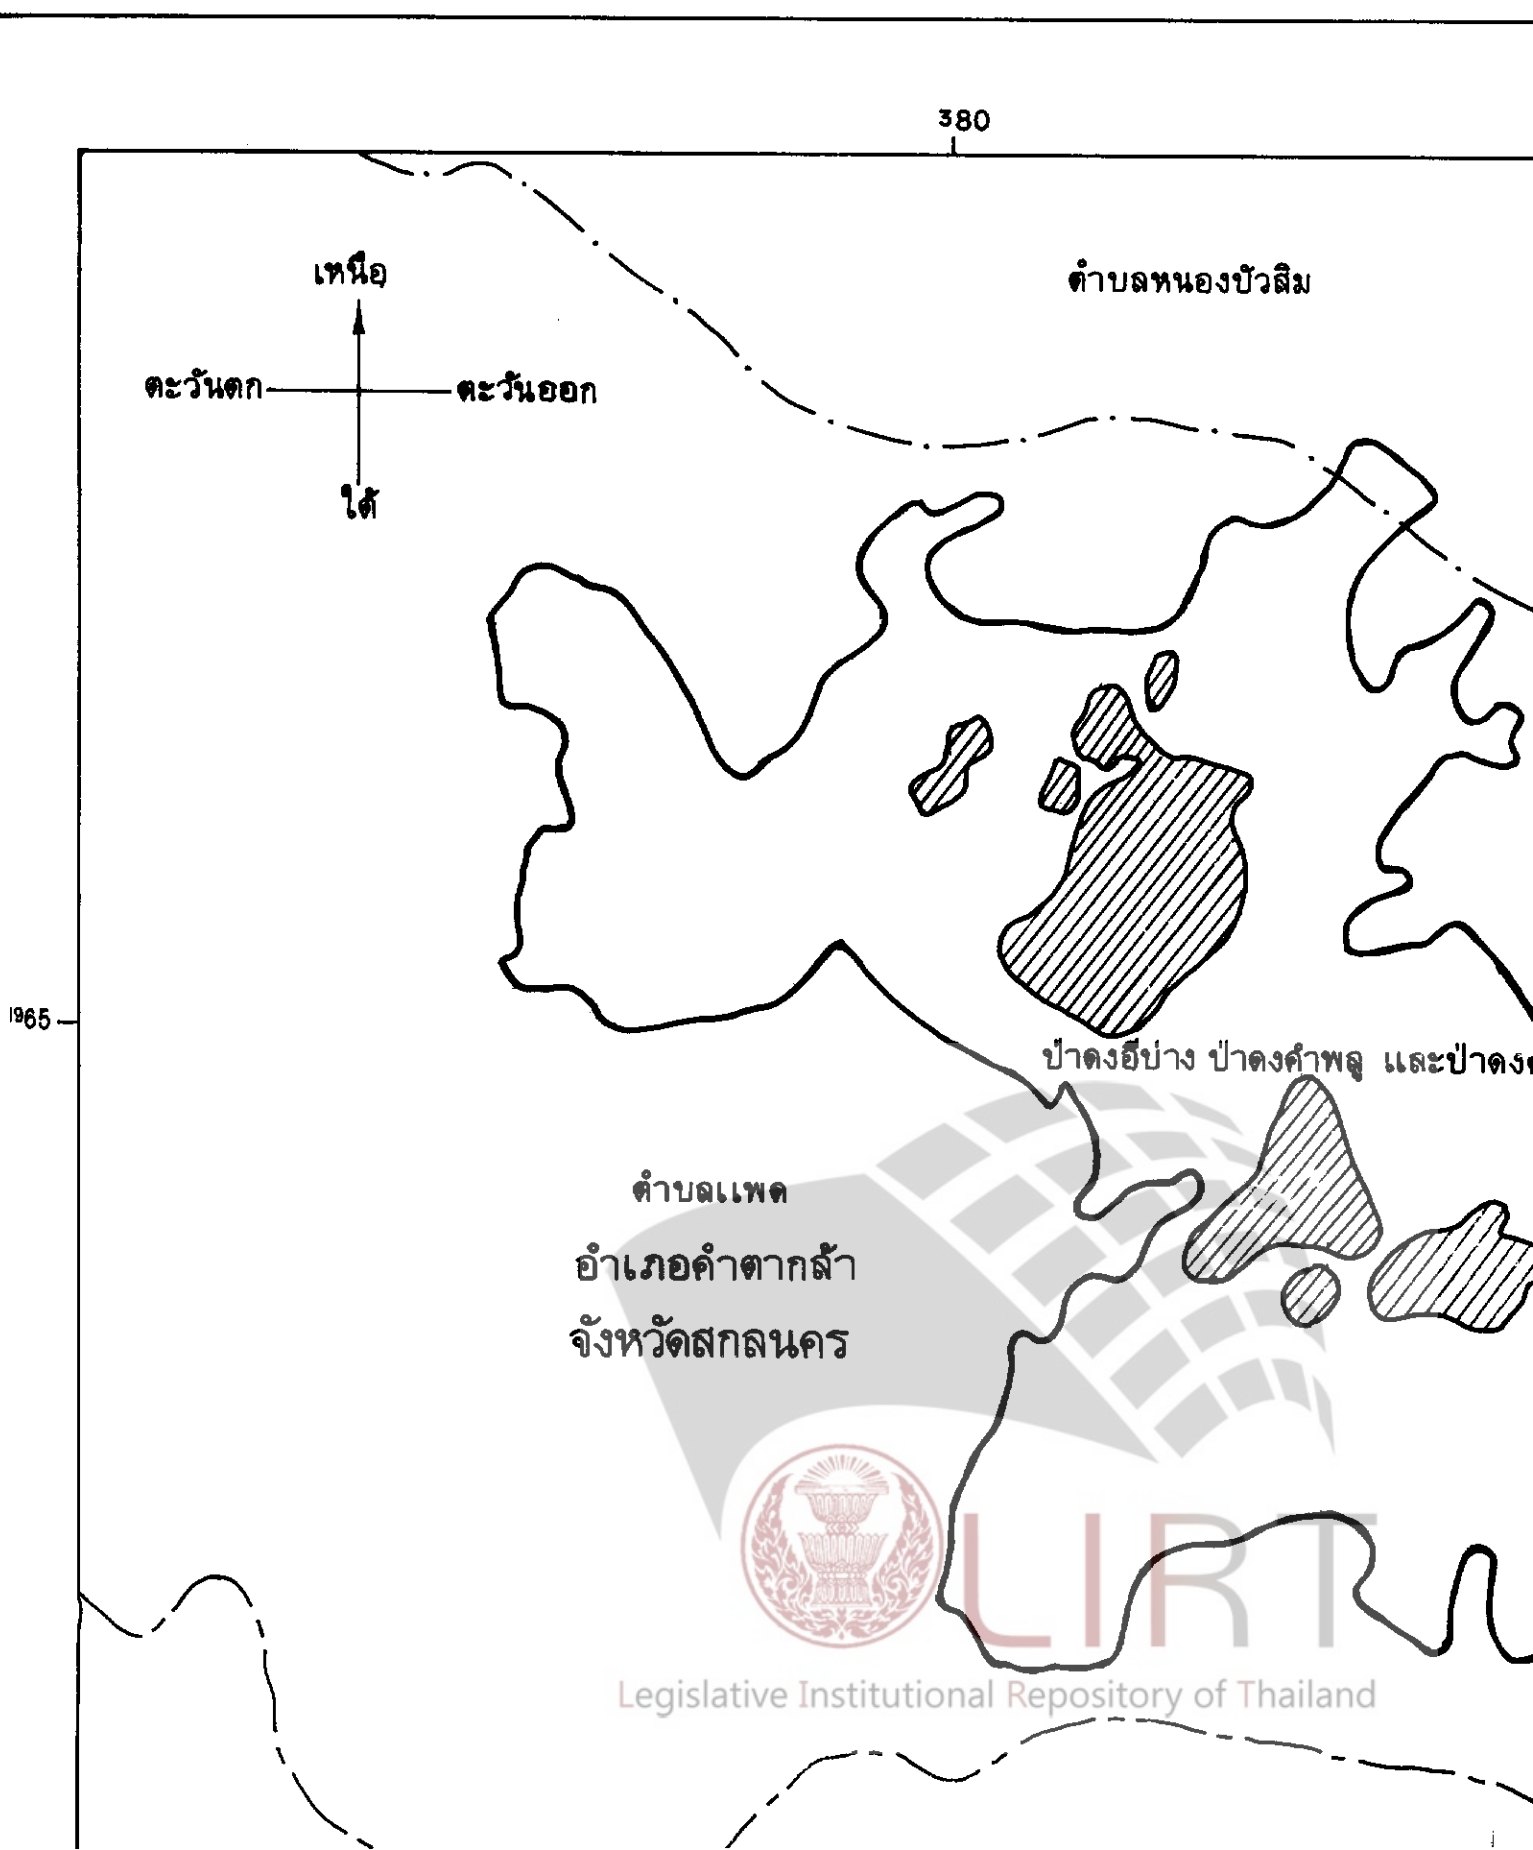 380
เหนือ
ตำบลหนองบัวสิม
ตะวันตก
ตะวันออก
ใต้
1965
ป่าดงอีบ่าง ป่าดงคำพลู และป่าดง
ตำบลแพด
อำเภอคำตากล้า
จังหวัดสกลนคร
LIRT
Legislative Institutional Repository of Thailand